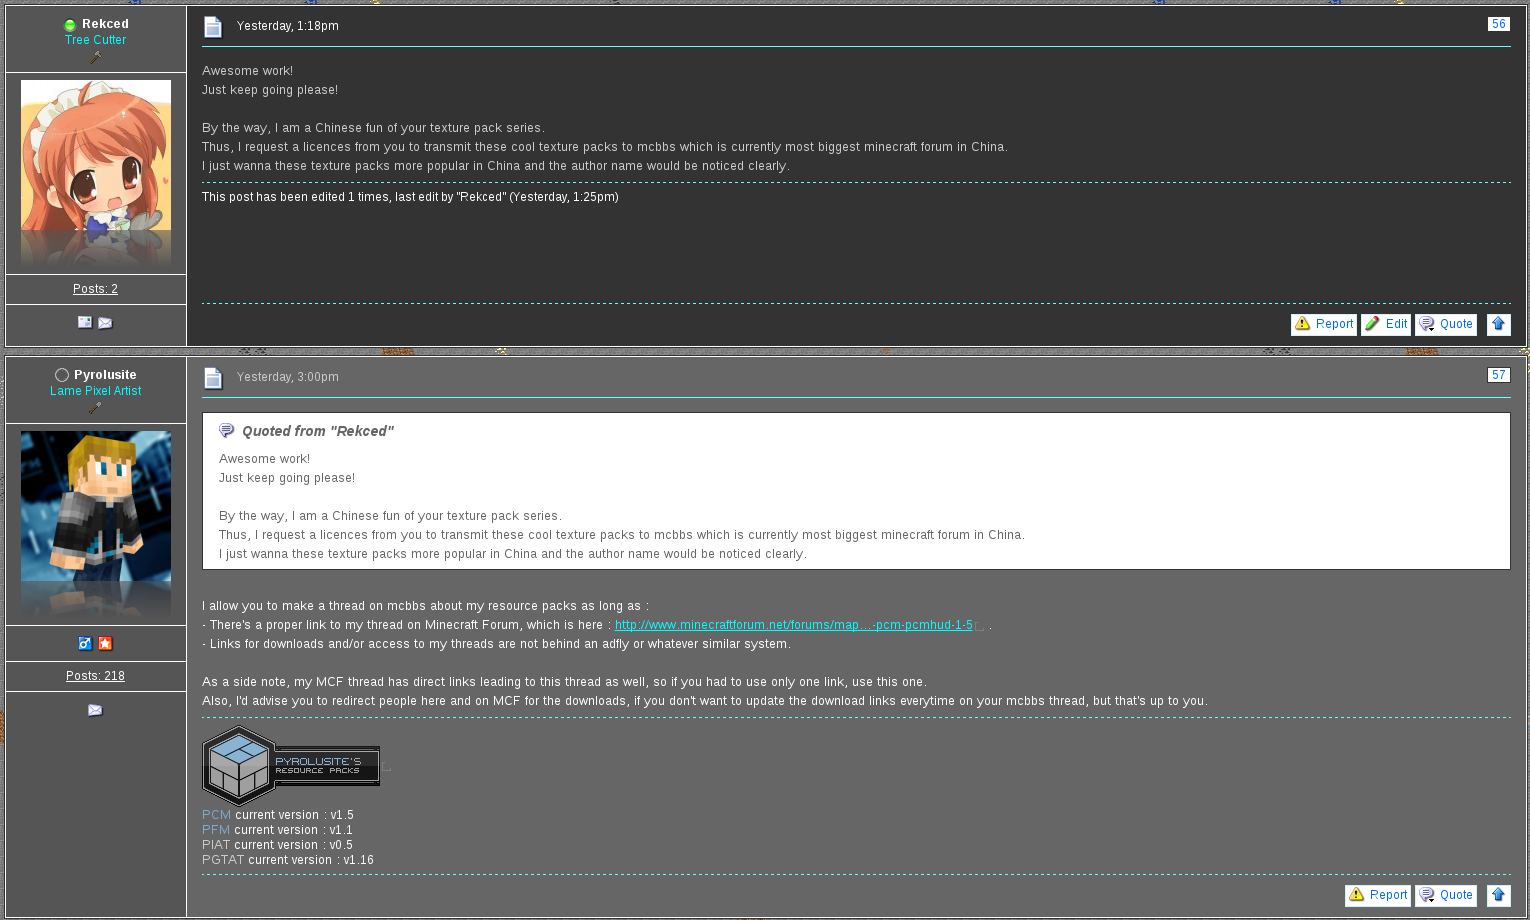 Rekced
Tree Cutter
Posts: 2
Yesterday, 1:18pm
56
Awesome work!
Just keep going please!
By the way, I am a Chinese fun of your texture pack series.
Thus, I request a licences from you to transmit these cool texture packs to mcbbs which is currently most biggest minecraft forum in China.
I just wanna these texture packs more popular in China and the author name would be noticed clearly.
This post has been edited 1 times, last edit by "Rekced" (Yesterday, 1:25pm)
Report Edit Quote
Pyrolusite
Lame Pixel Artist
Posts: 218
Yesterday, 3:00pm
57
Quoted from "Rekced"
Awesome work!
Just keep going please!
By the way, I am a Chinese fun of your texture pack series.
Thus, I request a licences from you to transmit these cool texture packs to mcbbs which is currently most biggest minecraft forum in China.
I just wanna these texture packs more popular in China and the author name would be noticed clearly.
I allow you to make a thread on mcbbs about my resource packs as long as :
- There's a proper link to my thread on Minecraft Forum, which is here : http://www.minecraftforum.net/forums/map…-pcm-pcmhud-1-5 .
- Links for downloads and/or access to my threads are not behind an adfly or whatever similar system.
As a side note, my MCF thread has direct links leading to this thread as well, so if you had to use only one link, use this one.
Also, I'd advise you to redirect people here and on MCF for the downloads, if you don't want to update the download links everytime on your mcbbs thread, but that's up to you.
PYROLUSITE'S
RESOURCE PACKS
PCM current version : v1.5
PFM current version : v1.1
PIAT current version : v0.5
PGTAT current version : v1.16
Report Quote